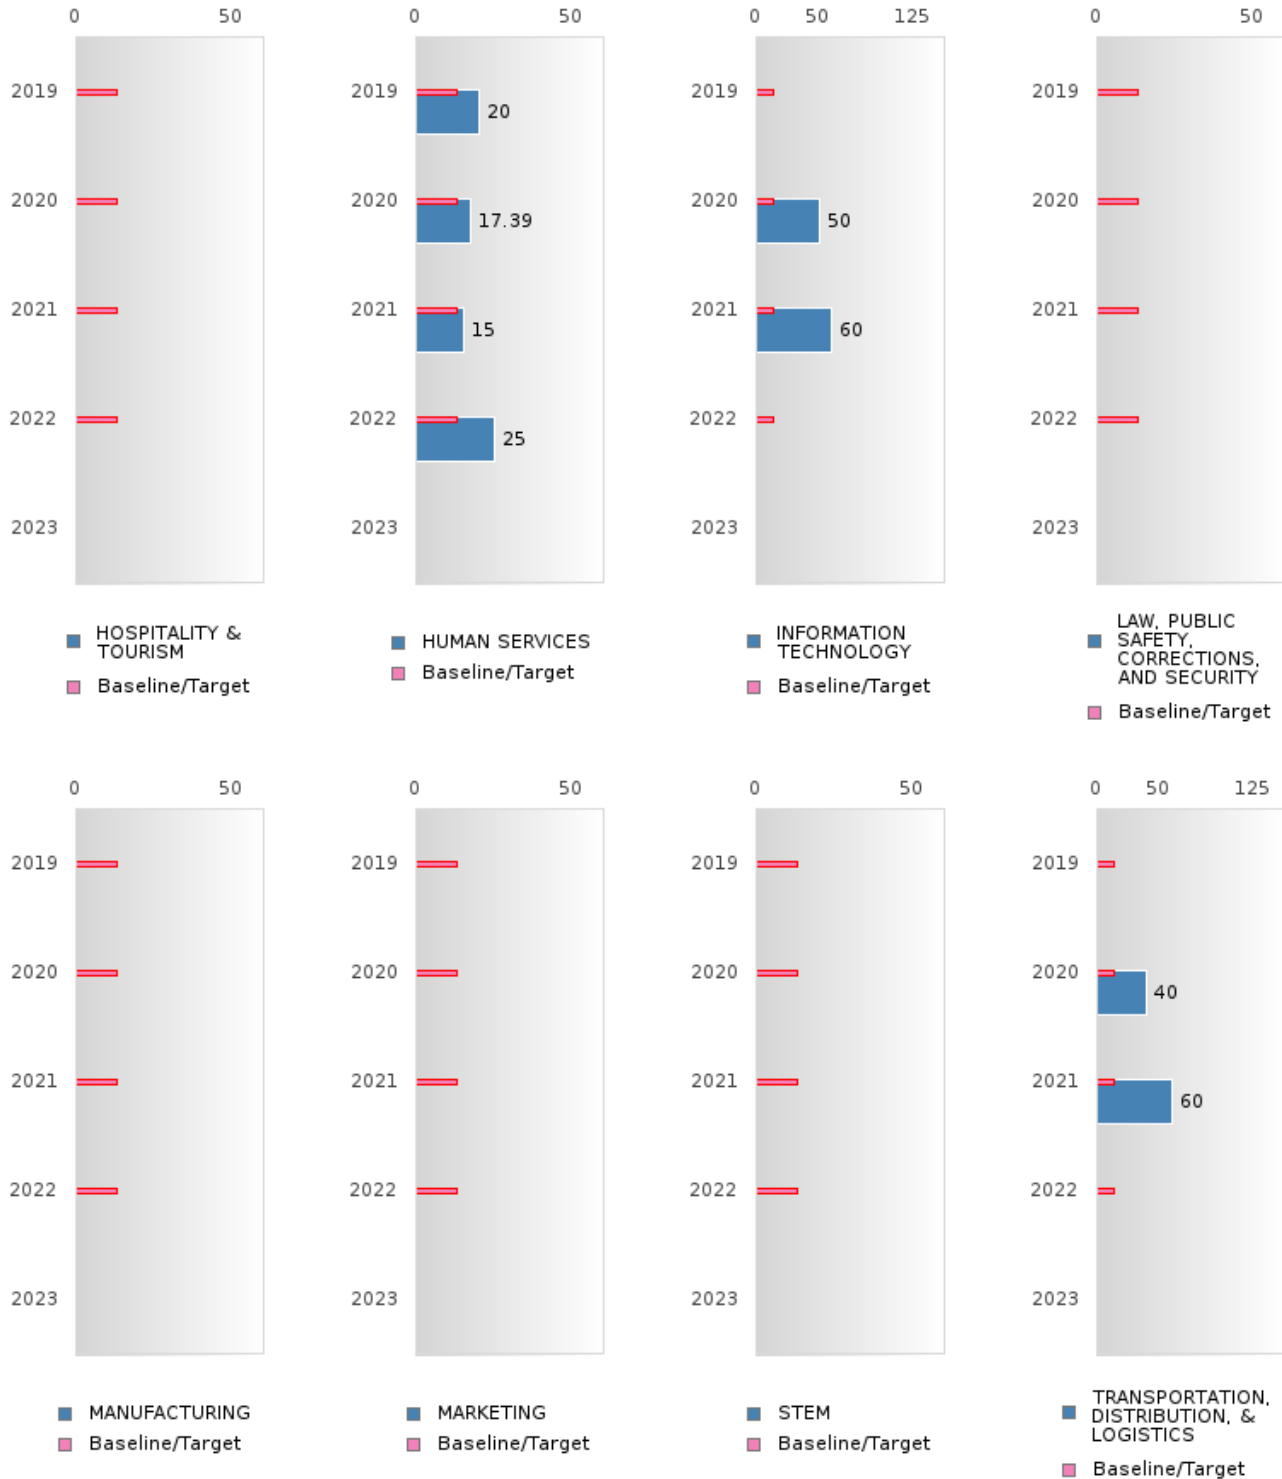 0 50
2019
2020
2021
2022
2023
HOSPITALITY &
TOURISM
Baseline/Target
0 50
2019
20
2020
17.39
2021
15
2022
25
2023
HUMAN SERVICES
Baseline/Target
0 50 125
2019
2020
50
2021
60
2022
2023
INFORMATION
TECHNOLOGY
Baseline/Target
0 50
2019
2020
2021
2022
2023
LAW, PUBLIC
SAFETY,
CORRECTIONS,
AND SECURITY
Baseline/Target
0 50
2019
2020
2021
2022
2023
MANUFACTURING
Baseline/Target
0 50
2019
2020
2021
2022
2023
MARKETING
Baseline/Target
0 50
2019
2020
2021
2022
2023
STEM
Baseline/Target
0 50 125
2019
2020
40
2021
60
2022
2023
TRANSPORTATION,
DISTRIBUTION, &
LOGISTICS
Baseline/Target